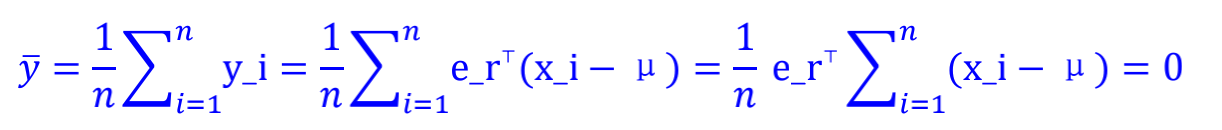 ȳ = 1/n ∑_{i=1}^{n} y_i = 1/n ∑_{i=1}^{n} e_r⊤(x_i − μ) = 1/n e_r⊤ ∑_{i=1}^{n} (x_i − μ) = 0